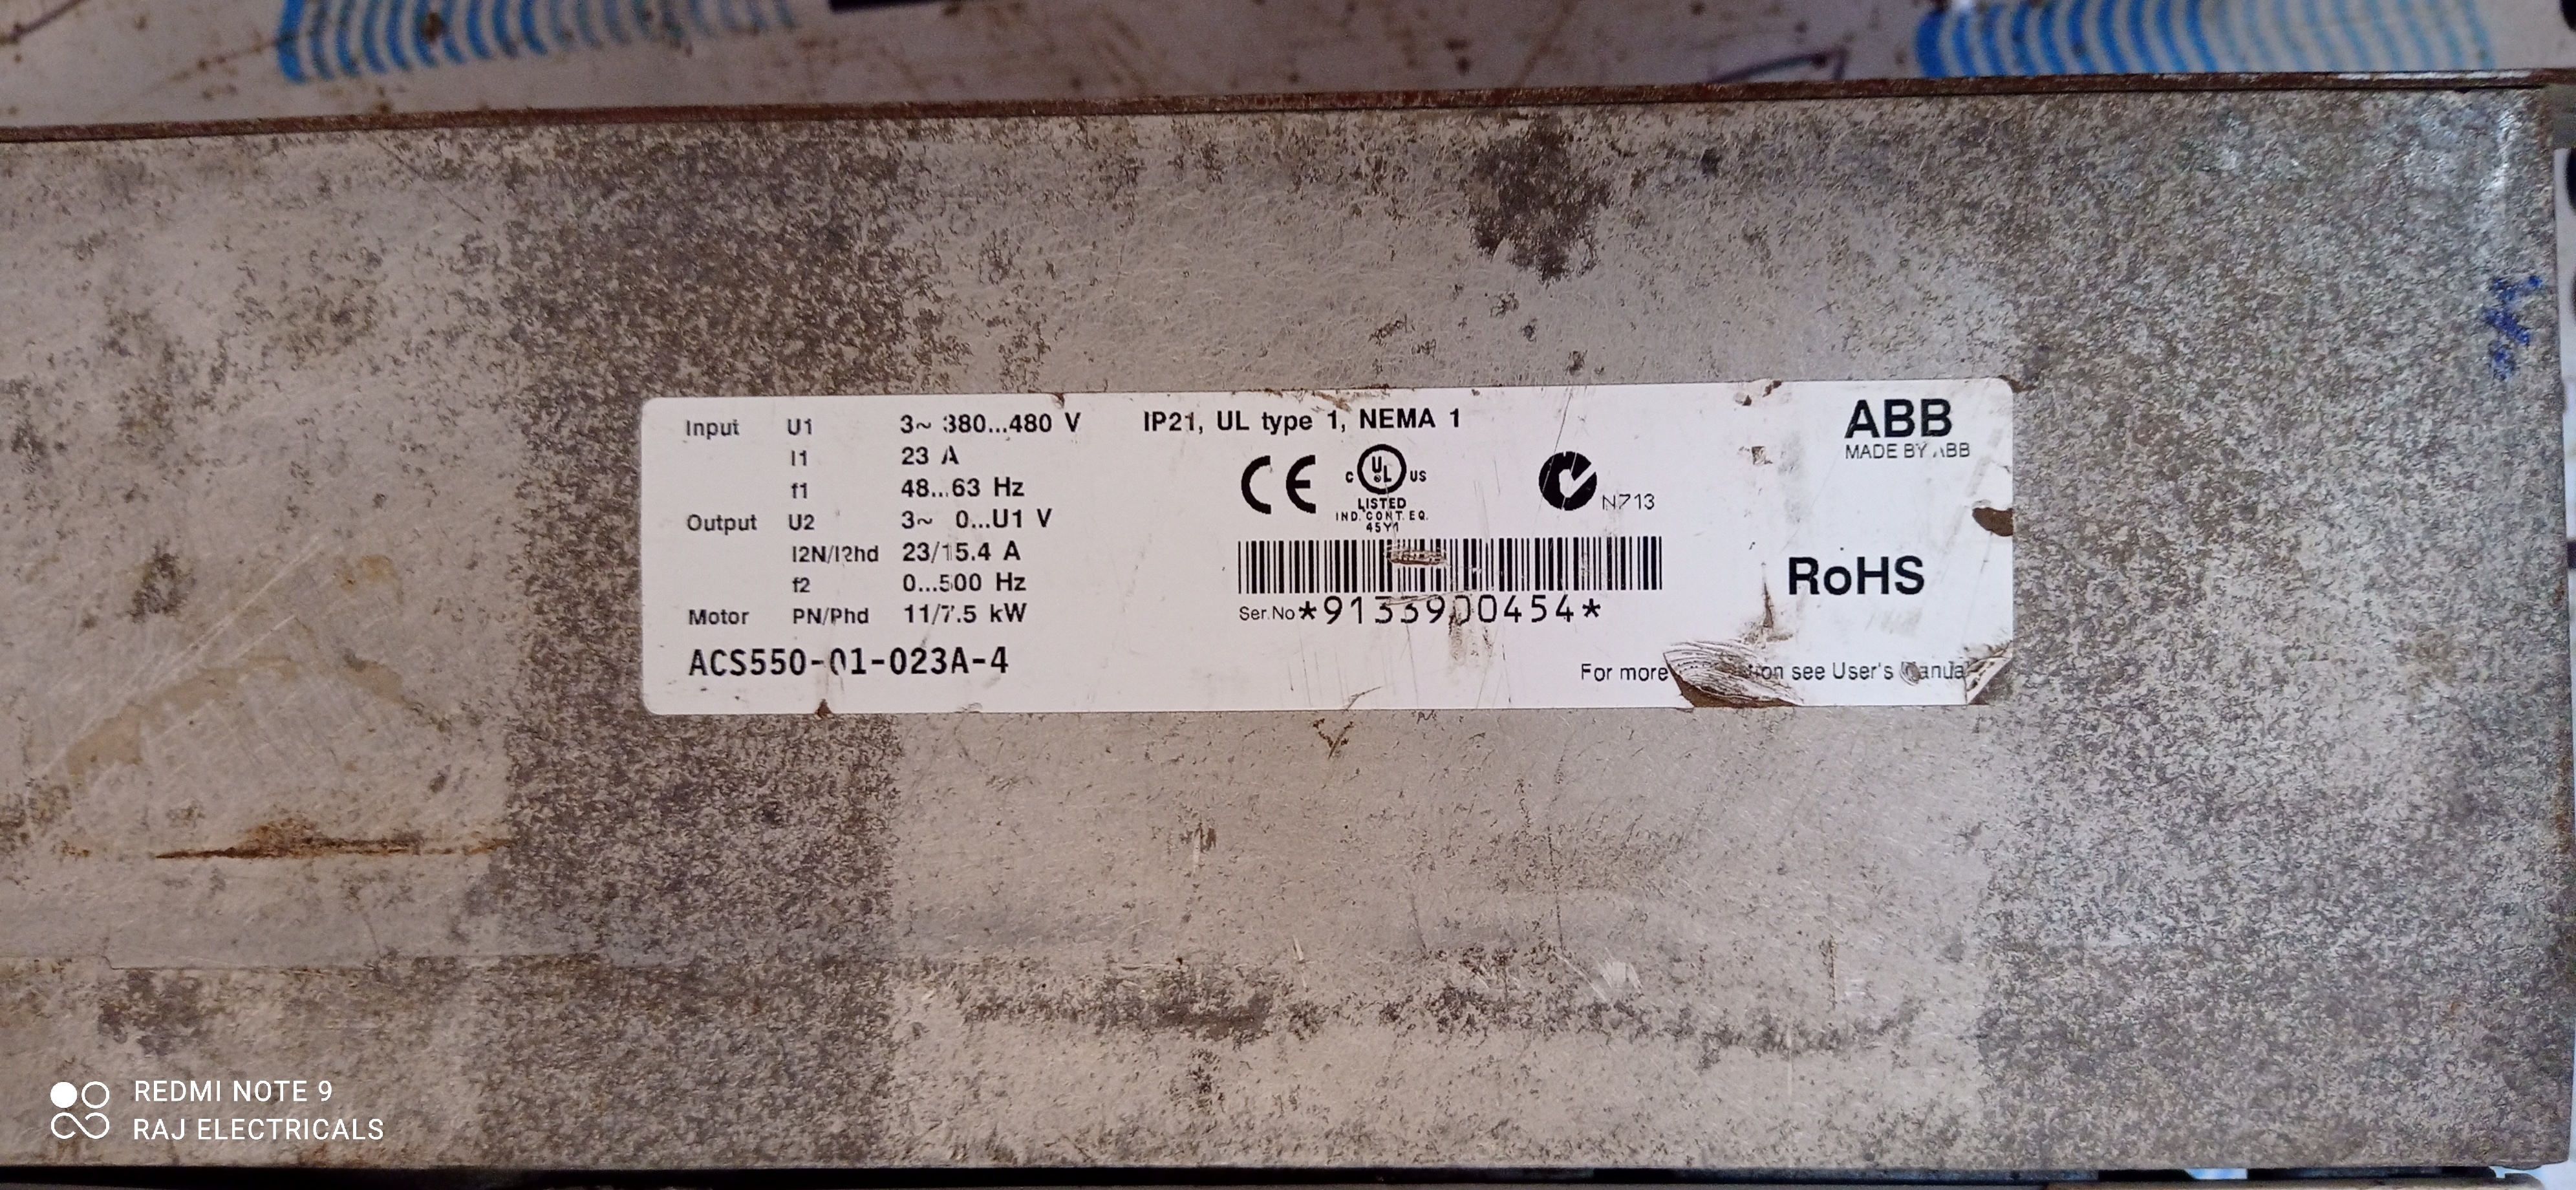 Input U1 3~ 380...480 V
I1 23 A
f1 48...63 Hz
Output U2 3~ 0...U1 V
I2N/I2hd 23/15.4 A
f2 0...500 Hz
Motor PN/Phd 11/7.5 kW
ACS550-01-023A-4
IP21, UL type 1, NEMA 1
CE
C UL US
LISTED
IND. CONT. EQ.
45Y1
N713
Ser.No *9133900454*
ABB
MADE BY ABB
RoHS
For more see User's Manual
REDMI NOTE 9
RAJ ELECTRICALS